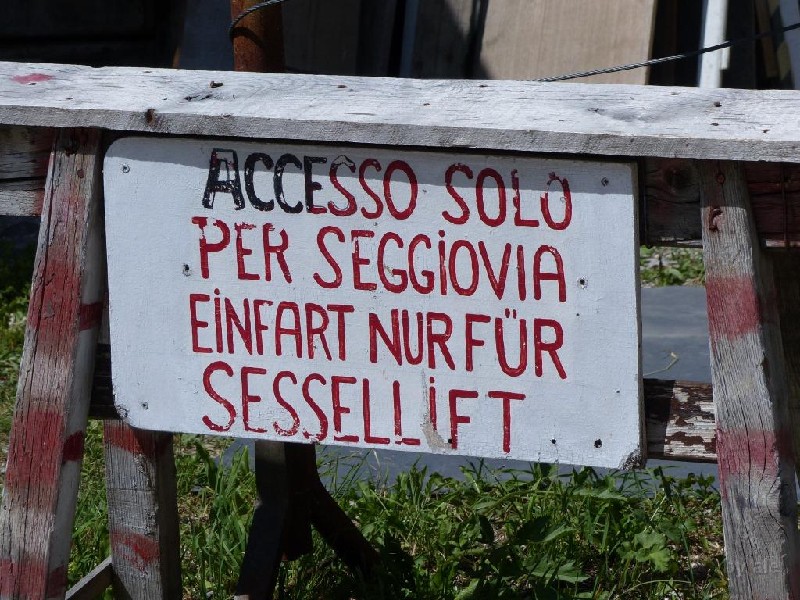 ACCESSO SOLO
PER SEGGIOVIA
EINFART NUR FÜR
SESSELLIFT